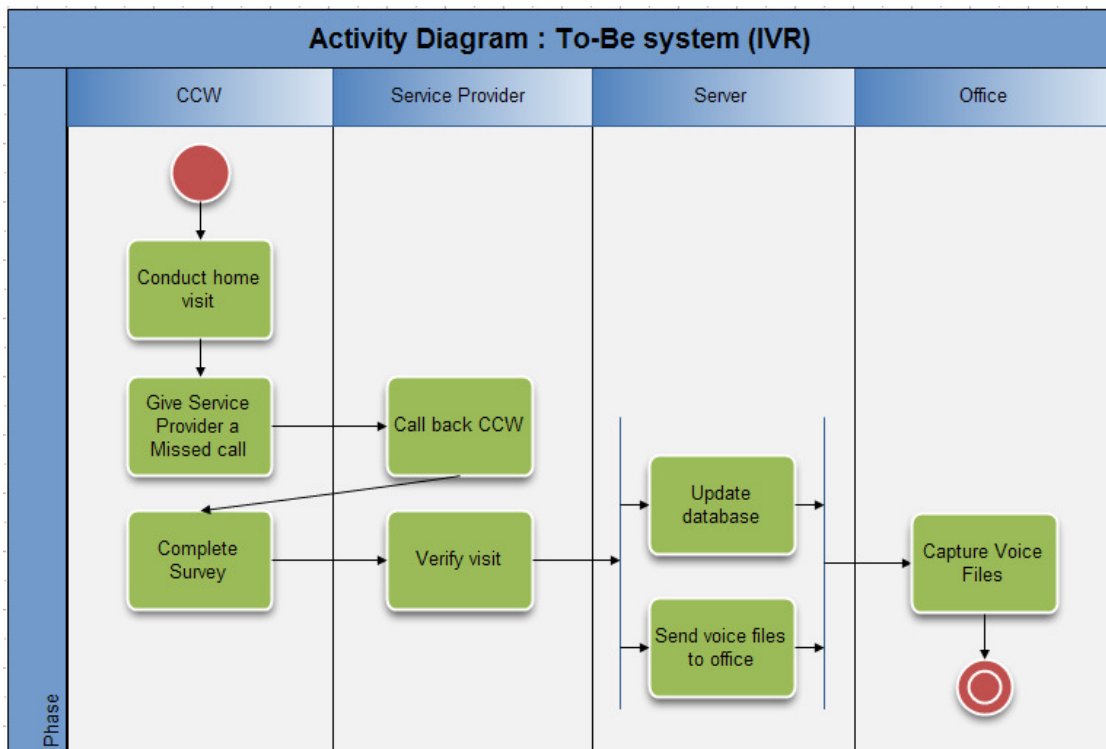 Activity Diagram : To-Be system (IVR)
CCW
Service Provider
Server
Office
Conduct home
visit
Give Service
Provider a
Missed call
Call back CCW
Complete
Survey
Verify visit
Update
database
Send voice files
to office
Capture Voice
Files
Phase